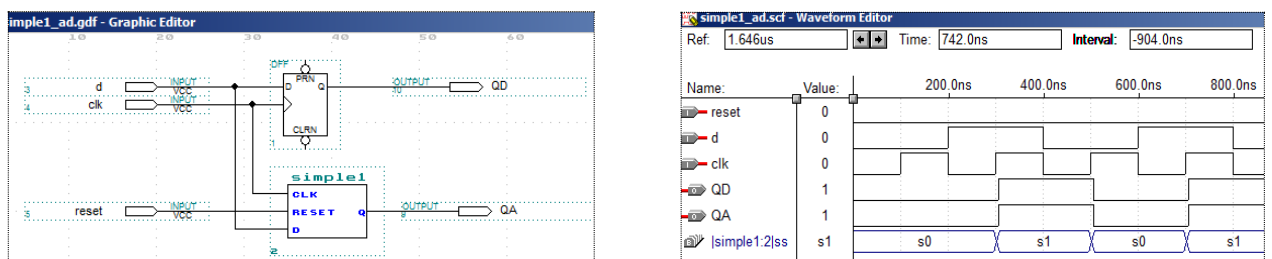 imple1_ad.gdf - Graphic Editor
10 20 30 40 50 60
DFF
PRN
3 d INPUT VCC D Q OUTPUT 10 QD
4 clk INPUT VCC
CLRN
1
simple1
CLK
5 reset INPUT VCC RESET Q OUTPUT 9 QA
D
2
simple1_ad.scf - Waveform Editor
Ref: 1.646us Time: 742.0ns Interval: -904.0ns
Name: Value: 200.0ns 400.0ns 600.0ns 800.0ns
reset 0
d 0
clk 0
QD 1
QA 1
|simple1:2|ss s1 s0 s1 s0 s1